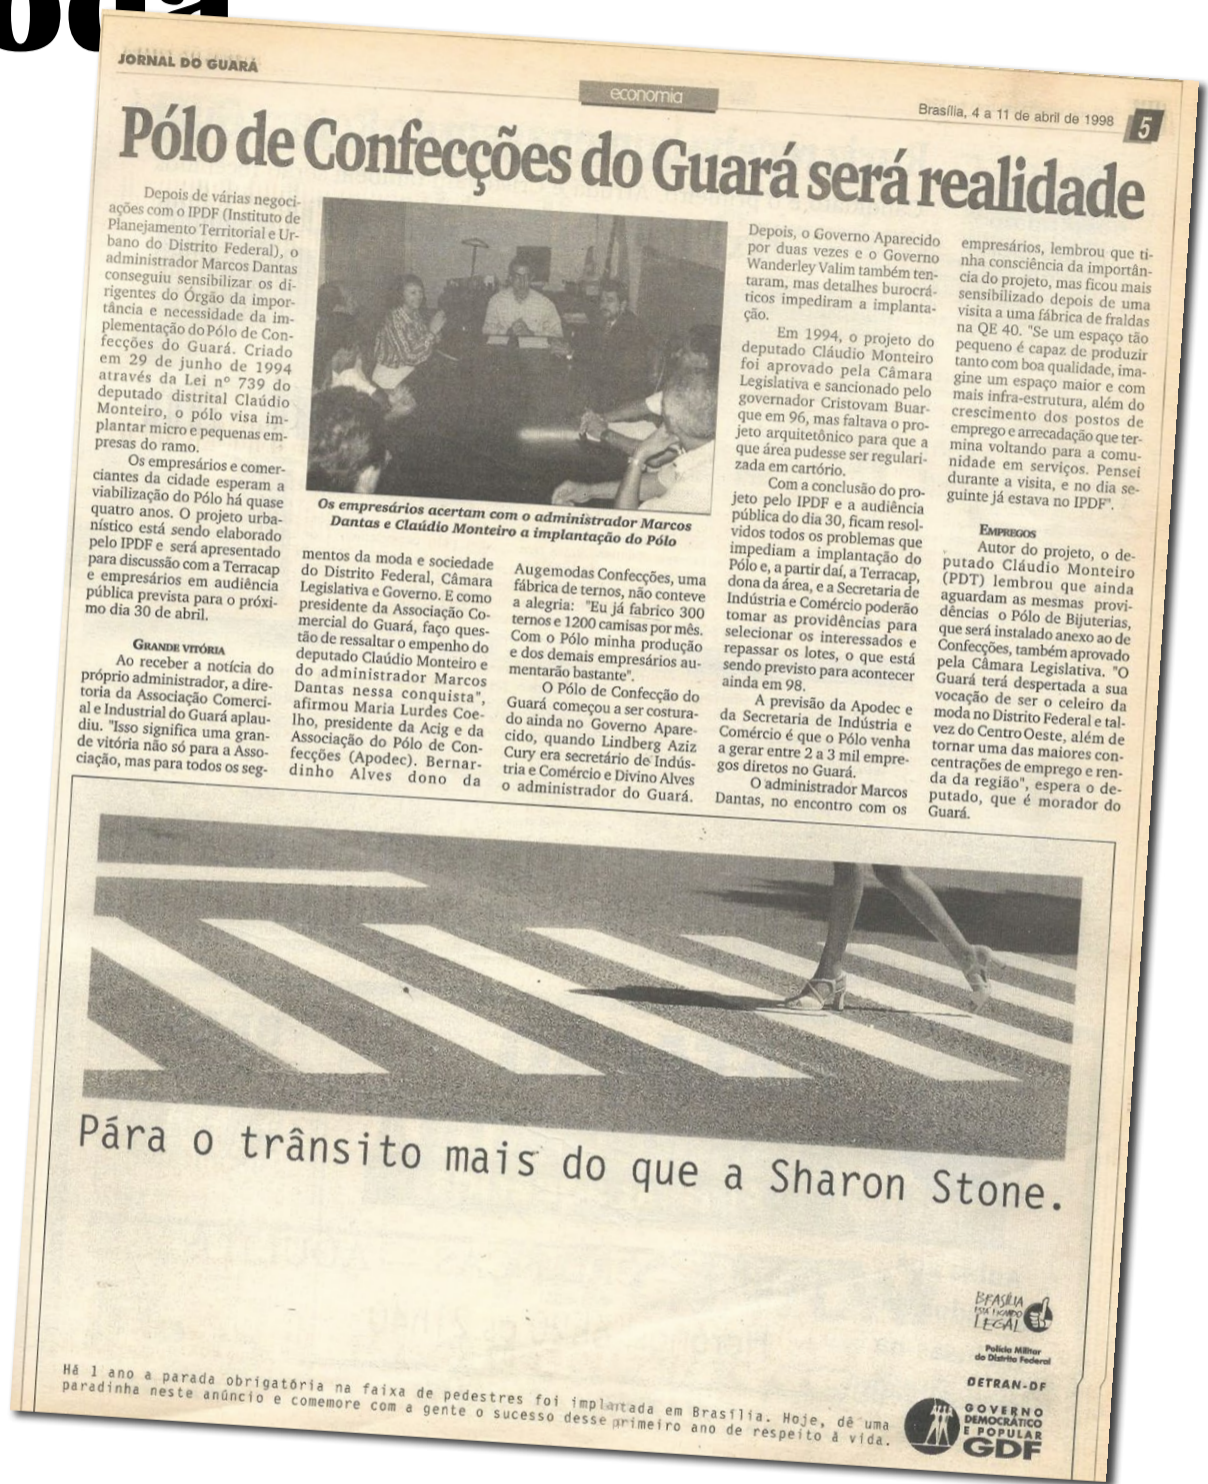 JORNAL DO GUARÁ
economia
Brasília, 4 a 11 de abril de 1998
5
Pólo de Confecções do Guará será realidade
Depois de várias negoci-
ações com o IPDF (Instituto de
Planejamento Territorial e Ur-
bano do Distrito Federal), o
administrador Marcos Dantas
conseguiu sensibilizar os di-
rigentes do Órgão da impor-
tância e necessidade da im-
plementação do Pólo de Con-
fecções do Guará. Criado
em 29 de junho de 1994
através da Lei nº 739 do
deputado distrital Claúdio
Monteiro, o pólo visa im-
plantar micro e pequenas em-
presas do ramo.
Os empresários e comer-
ciantes da cidade esperam a
viabilização do Pólo há quase
quatro anos. O projeto urba-
nístico está sendo elaborado
pelo IPDF e será apresentado
para discussão com a Terracap
e empresários em audiência
pública prevista para o próxi-
mo dia 30 de abril.
GRANDE VITÓRIA
Ao receber a notícia do
próprio administrador, a dire-
toria da Associação Comerci-
al e Industrial do Guará aplau-
diu. "Isso significa uma gran-
de vitória não só para a Asso-
ciação, mas para todos os seg-
Os empresários acertam com o administrador Marcos
Dantas e Claúdio Monteiro a implantação do Pólo
mentos da moda e sociedade
do Distrito Federal, Câmara
Legislativa e Governo. E como
presidente da Associação Co-
mercial do Guará, faço ques-
tão de ressaltar o empenho do
deputado Claúdio Monteiro e
do administrador Marcos
Dantas nessa conquista",
afirmou Maria Lurdes Coe-
lho, presidente da Acig e da
Associação do Pólo de Con-
fecções (Apodec). Bernar-
dinho Alves dono da
Augemodas Confecções, uma
fábrica de ternos, não conteve
a alegria: "Eu já fabrico 300
ternos e 1200 camisas por mês.
Com o Pólo minha produção
e dos demais empresários au-
mentarão bastante".
O Pólo de Confecção do
Guará começou a ser costura-
do ainda no Governo Apare-
cido, quando Lindberg Aziz
Cury era secretário de Indús-
tria e Comércio e Divino Alves
o administrador do Guará.
Depois, o Governo Aparecido
por duas vezes e o Governo
Wanderley Valim também ten-
taram, mas detalhes burocrá-
ticos impediram a implanta-
ção.
Em 1994, o projeto do
deputado Cláudio Monteiro
foi aprovado pela Câmara
Legislativa e sancionado pelo
governador Cristovam Buar-
que em 96, mas faltava o pro-
jeto arquitetônico para que a
que área pudesse ser regulari-
zada em cartório.
Com a conclusão do pro-
jeto pelo IPDF e a audiência
pública do dia 30, ficam resol-
vidos todos os problemas que
impediam a implantação do
Pólo e, a partir daí, a Terracap,
dona da área, e a Secretaria de
Indústria e Comércio poderão
tomar as providências para
selecionar os interessados e
repassar os lotes, o que está
sendo previsto para acontecer
ainda em 98.
A previsão da Apodec e
da Secretaria de Indústria e
Comércio é que o Pólo venha
a gerar entre 2 a 3 mil empre-
gos diretos no Guará.
O administrador Marcos
Dantas, no encontro com os
empresários, lembrou que ti-
nha consciência da importân-
cia do projeto, mas ficou mais
sensibilizado depois de uma
visita a uma fábrica de fraldas
na QE 40. "Se um espaço tão
pequeno é capaz de produzir
tanto com boa qualidade, ima-
gine um espaço maior e com
mais infra-estrutura, além do
crescimento dos postos de
emprego e arrecadação que ter-
mina voltando para a comu-
nidade em serviços. Pensei
durante a visita, e no dia se-
guinte já estava no IPDF".
EMPREGOS
Autor do projeto, o de-
putado Cláudio Monteiro
(PDT) lembrou que ainda
aguardam as mesmas provi-
dências o Pólo de Bijuterias,
que será instalado anexo ao de
Confecções, também aprovado
pela Câmara Legislativa. "O
Guará terá despertada a sua
vocação de ser o celeiro da
moda no Distrito Federal e tal-
vez do Centro Oeste, além de
tornar uma das maiores con-
centrações de emprego e ren-
da da região", espera o de-
putado, que é morador do
Guará.
Pára o trânsito mais do que a Sharon Stone.
BRASÍLIA
ESTÁ FICANDO
LEGAL
Polícia Militar
do Distrito Federal
DETRAN-DF
Há 1 ano a parada obrigatória na faixa de pedestres foi implantada em Brasília. Hoje, dê uma
paradinha neste anúncio e comemore com a gente o sucesso desse primeiro ano de respeito à vida.
GOVERNO
DEMOCRÁTICO
E POPULAR
GDF